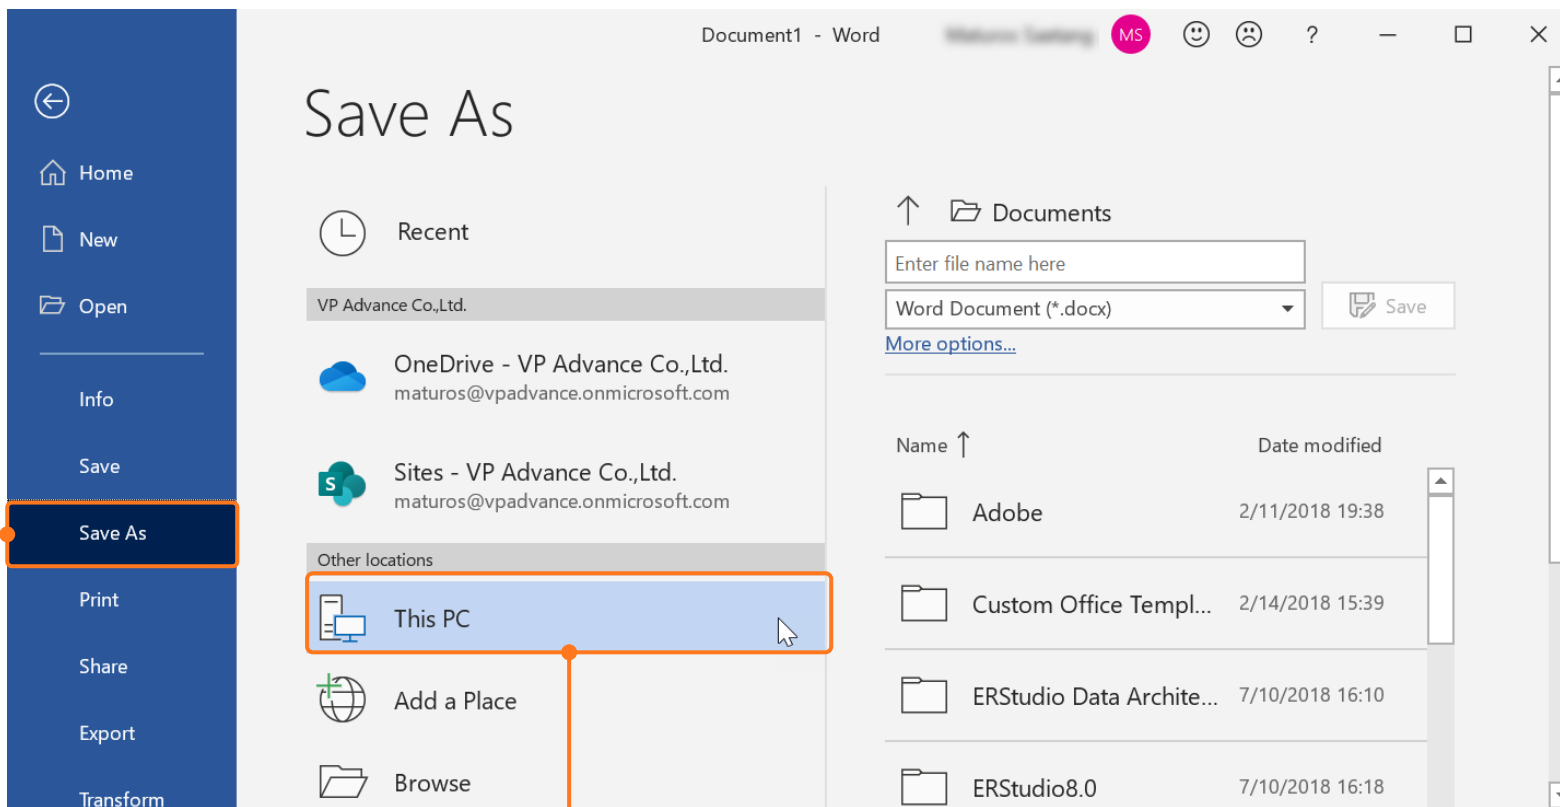 Document1 - Word
MS
?
Save As
Home
New
Open
Info
Save
Save As
Print
Share
Export
Transform
Recent
VP Advance Co.,Ltd.
OneDrive - VP Advance Co.,Ltd.
maturos@vpadvance.onmicrosoft.com
S
Sites - VP Advance Co.,Ltd.
maturos@vpadvance.onmicrosoft.com
Other locations
This PC
Add a Place
Browse
Documents
Enter file name here
Word Document (*.docx)
Save
More options...
Name Date modified
Adobe 2/11/2018 19:38
Custom Office Templ... 2/14/2018 15:39
ERStudio Data Archite... 7/10/2018 16:10
ERStudio8.0 7/10/2018 16:18